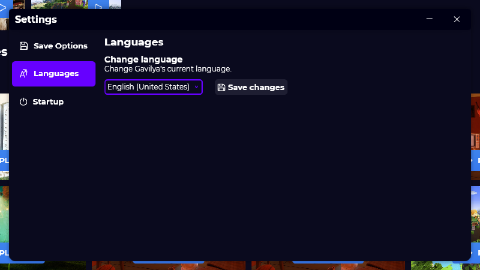 Settings
Save Options
Languages
Startup
Languages
Change language
Change Gavilya's current language.
English (United States)
Save changes